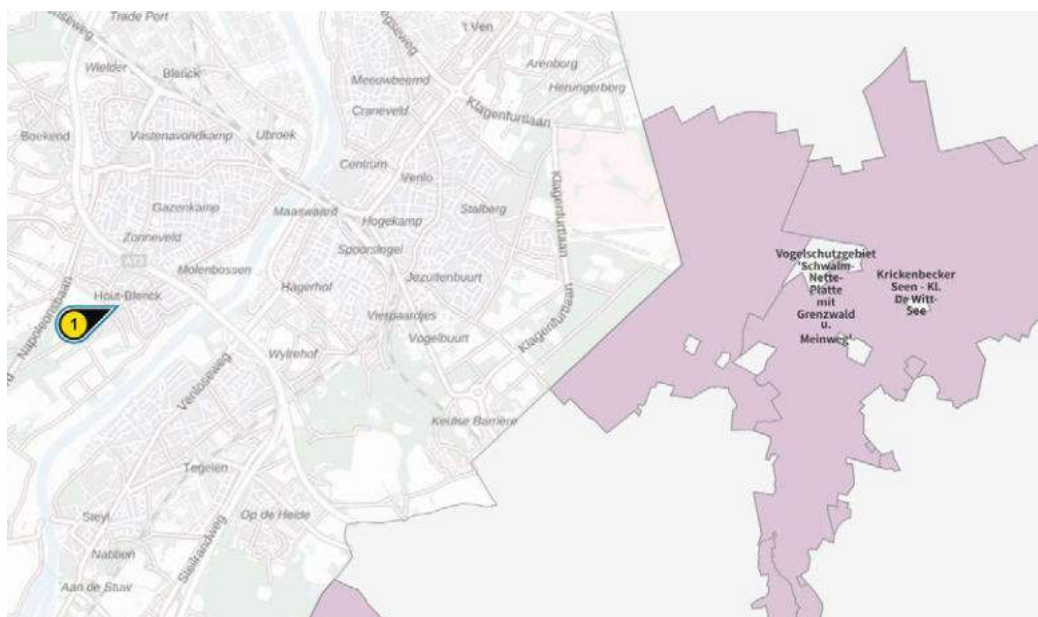 Trade Port
't Ven
Wielder
Blerick
Arenborg
Meeuwbeemd
Herungerberg
Craneveld
Klagenfurtlaan
Boekend
Vastenavondkamp
Ubroek
Centrum
Venlo
Klagenfurtlaan
Gazenkamp
Maaswaard
Hogekamp
Stalberg
Zonneveld
Spoorsingel
A73
Molenbossen
Jezuitenbuurt
Vogelschutzgebiet
'Schwalm-
Nette-
Platte
mit
Grenzwald
u.
Meinweg'
Krickenbecker
Seen - Kl.
De Witt-
See
Hout-Blerick
Hagerhof
Napoleonsbaan
1
Vierpaardjes
Klagenfurtlaan
Vogelbuurt
Wylrehof
Venloseweg
Keulse Barrière
Tegelen
Steyl
Op de Heide
Nabben
Steilrandweg
Aan de Stuw